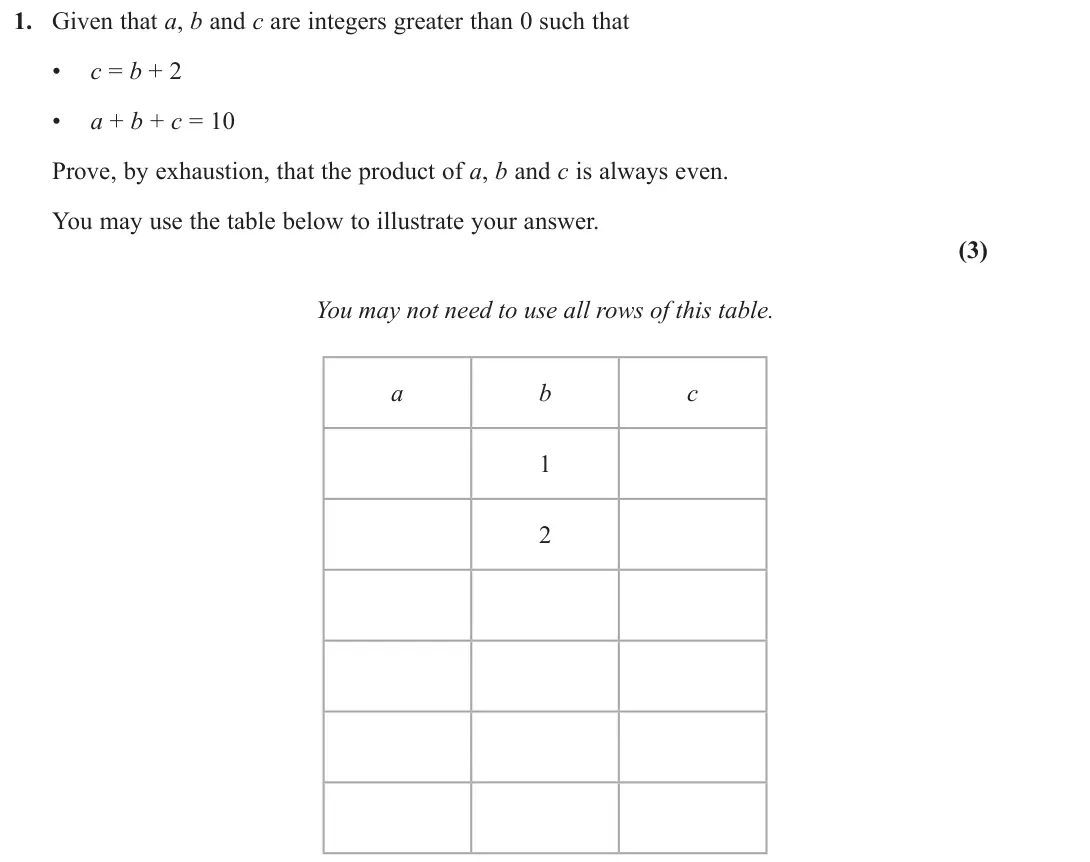 1. Given that a, b and c are integers greater than 0 such that
• c = b + 2
• a + b + c = 10
Prove, by exhaustion, that the product of a, b and c is always even.
You may use the table below to illustrate your answer.
(3)
You may not need to use all rows of this table.
a b c
1
2